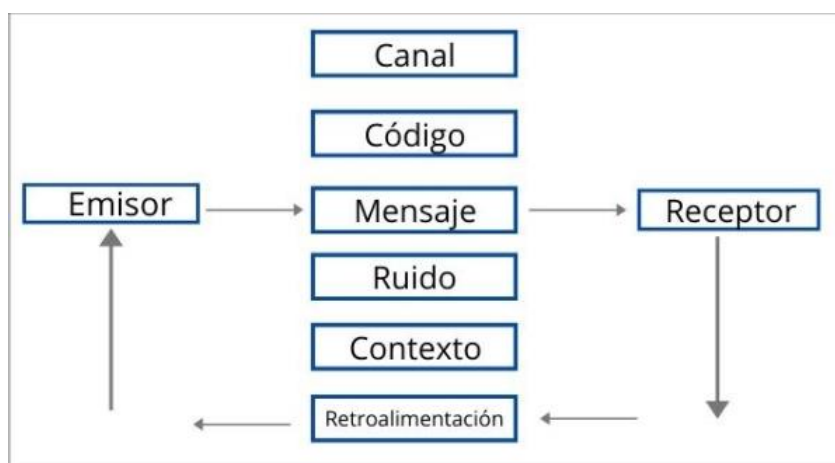 Canal
Código
Emisor
Mensaje
Receptor
Ruido
Contexto
Retroalimentación